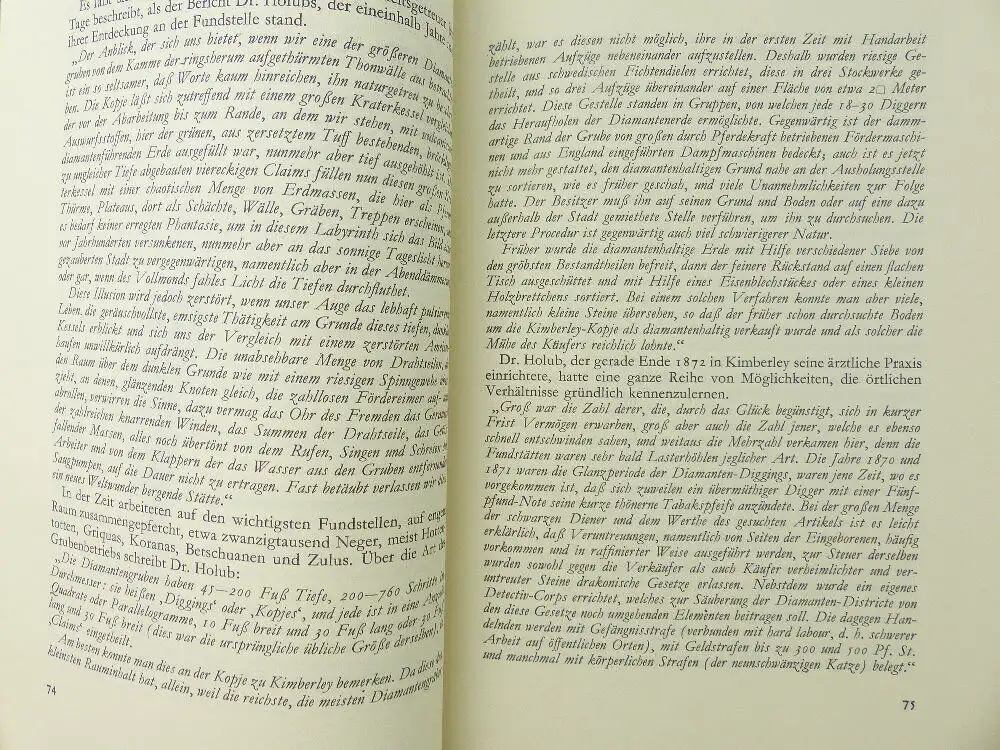 Es läßt
Tage beschreibt, als der Bericht Dr. Holubs, der eineinhalb Jahre
ihrer Entdeckung an der Fundstelle stand.
„Der Anblick, der sich uns bietet, wenn wir eine der größeren
gruben von dem Kamme der ringsherum aufgethürmten Thonwälle aus
ist ein so seltsamer, daß Worte kaum hinreichen, ihn naturgetreu zu
ben. Die Kopje läßt sich zutreffend mit einem großen Kraterkessel
der vor der Abarbeitung bis zum Rande, an dem wir stehen, mit
Auswurfsstoffen, hier der grünen, aus zersetztem Tuff bestehenden,
diamantenführenden Erde ausgefüllt war, nunmehr aber tief ausgehöhlt ist.
zu ungleicher Tiefe abgebauten viereckigen Claims füllen nun diesen großen
terkessel mit einer chaotischen Menge von Erdmassen, die hier als
Thürme, Plateaus, dort als Schächte, Wälle, Gräben, Treppen erscheinen,
es bedarf keiner erregten Phantasie, um in diesem Labyrinth sich das Bild
vor Jahrhunderten versunkenen, nunmehr aber an das sonnige Tageslicht
gezauberten Stadt zu vergegenwärtigen, namentlich aber in der
oder gar, wenn des Vollmonds fahles Licht die Tiefen durchfluthet.
Diese Illusion wird jedoch zerstört, wenn unser Auge das lebhaft
Leben, die geräuschvollste, emsigste Thätigkeit am Grunde dieses tiefen,
Kessels erblickt und sich uns der Vergleich mit einem zerstörten
haufen unwillkürlich aufdrängt. Die unabsehbare Menge von Drahtseilen,
den Raum über dem dunklen Grunde wie mit einem riesigen Spinngewebe
zieht, an denen, glänzenden Knoten gleich, die zahllosen Fördereimer auf-
abrollen, verwirren die Sinne, dazu vermag das Ohr des Fremden das
der zahlreichen knarrenden Winden, das Summen der Drahtseile, das
fallender Massen, alles noch übertönt von dem Rufen, Singen und Schreien
Arbeiter und von dem Klappern der das Wasser aus den Gruben
Saugpumpen, auf die Dauer nicht zu ertragen. Fast betäubt verlassen wir
ein neues Weltwunder bergende Stätte.“
In der Zeit arbeiteten auf den wichtigsten Fundstellen, auf
Raum zusammengepfercht, etwa zwanzigtausend Neger, meist
totten, Griquas, Koranas, Betschuanen und Zulus. Über die Art
Grubenbetriebs schreibt Dr. Holub:
„Die Diamantengruben haben 45–200 Fuß Tiefe, 200–760 Schritt
Durchmesser: sie heißen ‚Diggings‘ oder ‚Kopjes‘, und jede ist in eine
Quadrate oder Parallelogramme, 10 Fuß breit und 30 Fuß lang oder 30
lang und 30 Fuß breit (dies war die ursprüngliche übliche Größe derselben),
‚Claims‘ eingetheilt.
Am besten konnte man dies an der Kopje zu Kimberley bemerken. Da
kleinsten Rauminhalt hat, allein, weil die reichste, die meisten
74
zählt, war es diesen nicht möglich, ihre in der ersten Zeit mit Handarbeit
betriebenen Aufzüge nebeneinander aufzustellen. Deshalb wurden riesige Ge-
stelle aus schwedischen Fichtendielen errichtet, diese in drei Stockwerke ge-
theilt, und so drei Aufzüge übereinander auf einer Fläche von etwa 2□ Meter
errichtet. Diese Gestelle standen in Gruppen, von welchen jede 18–30 Diggern
das Heraufholen der Diamantenerde ermöglichte. Gegenwärtig ist der damm-
artige Rand der Grube von großen durch Pferdekraft betriebenen Fördermaschi-
nen und aus England eingeführten Dampfmaschinen bedeckt; auch ist es jetzt
nicht mehr gestattet, den diamantenhaltigen Grund nahe an der Ausholungsstelle
zu sortieren, wie es früher geschah, und viele Unannehmlichkeiten zur Folge
hatte. Der Besitzer muß ihn auf seinen Grund und Boden oder auf eine dazu
außerhalb der Stadt gemiethete Stelle verführen, um ihn zu durchsuchen. Die
letztere Procedur ist gegenwärtig auch viel schwierigerer Natur.
Früher wurde die diamantenhaltige Erde mit Hilfe verschiedener Siebe von
den gröbsten Bestandtheilen befreit, dann der feinere Rückstand auf einen flachen
Tisch ausgeschüttet und mit Hilfe eines Eisenblechstückes oder eines kleinen
Holzbrettchens sortiert. Bei einem solchen Verfahren konnte man aber viele,
namentlich kleine Steine übersehen, so daß der früher schon durchsuchte Boden
um die Kimberley-Kopje als diamantenhaltig verkauft wurde und als solcher die
Mühe des Käufers reichlich lohnte.“
Dr. Holub, der gerade Ende 1872 in Kimberley seine ärztliche Praxis
einrichtete, hatte eine ganze Reihe von Möglichkeiten, die örtlichen
Verhältnisse gründlich kennenzulernen.
„Groß war die Zahl derer, die, durch das Glück begünstigt, sich in kurzer
Frist Vermögen erwarben, groß aber auch die Zahl jener, welche es ebenso
schnell entschwinden sahen, und weitaus die Mehrzahl verkamen hier, denn die
Fundstätten waren sehr bald Lasterhöhlen jeglicher Art. Die Jahre 1870 und
1871 waren die Glanzperiode der Diamanten-Diggings, waren jene Zeit, wo es
vorgekommen ist, daß sich zuweilen ein übermüthiger Digger mit einer Fünf-
pfund-Note seine kurze thönerne Tabakspfeife anzündete. Bei der großen Menge
der schwarzen Diener und dem Werthe des gesuchten Artikels ist es leicht
erklärlich, daß Veruntreuungen, namentlich von Seiten der Eingeborenen, häufig
vorkommen und in raffinierter Weise ausgeführt werden, zur Steuer derselben
wurden sowohl gegen die Verkäufer als auch Käufer verheimlichter und ver-
untreuter Steine drakonische Gesetze erlassen. Nebstdem wurde ein eigenes
Detectiv-Corps errichtet, welches zur Säuberung der Diamanten-Districte von
den diese Gesetze noch umgehenden Elementen beitragen soll. Die dagegen Han-
delnden werden mit Gefängnisstrafe (verbunden mit hard labour, d. h. schwerer
Arbeit auf öffentlichen Orten), mit Geldstrafen bis zu 300 und 500 Pf. St.
und manchmal mit körperlichen Strafen (der neunschwänzigen Katze) belegt.“
75